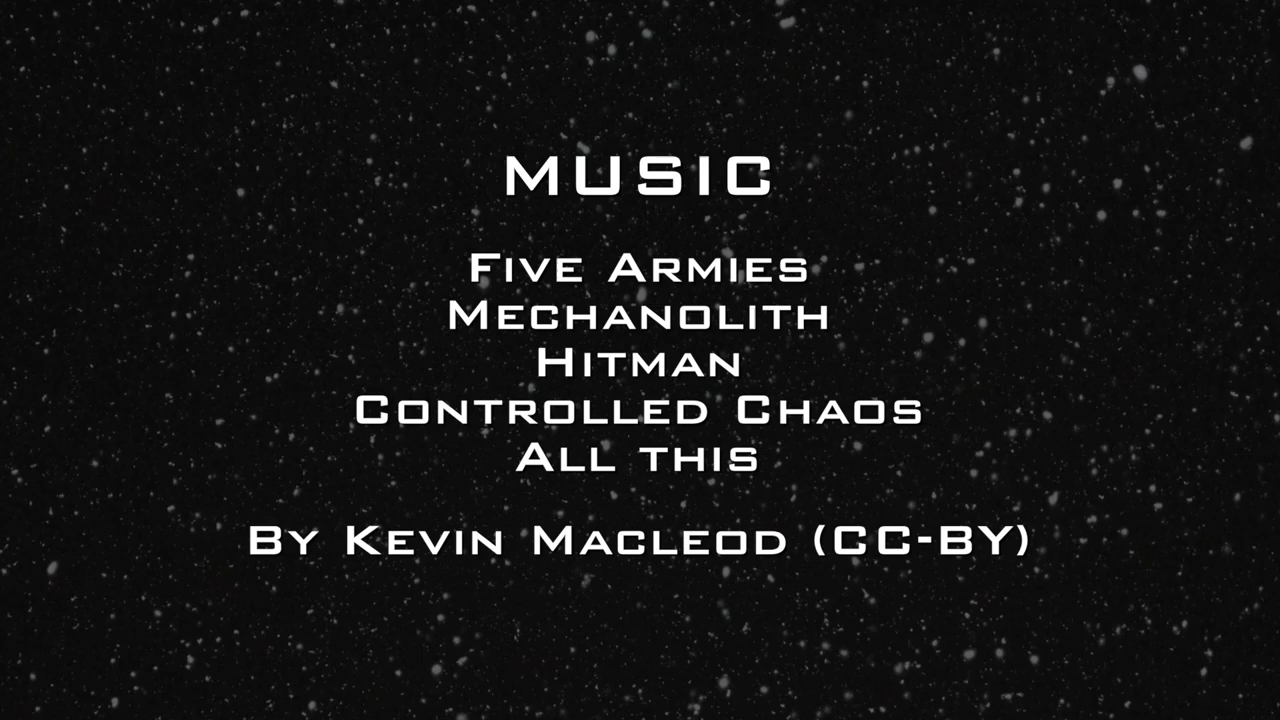 MUSIC
Five Armies
Mechanolith
Hitman
Controlled Chaos
All this
By Kevin Macleod (CC-BY)